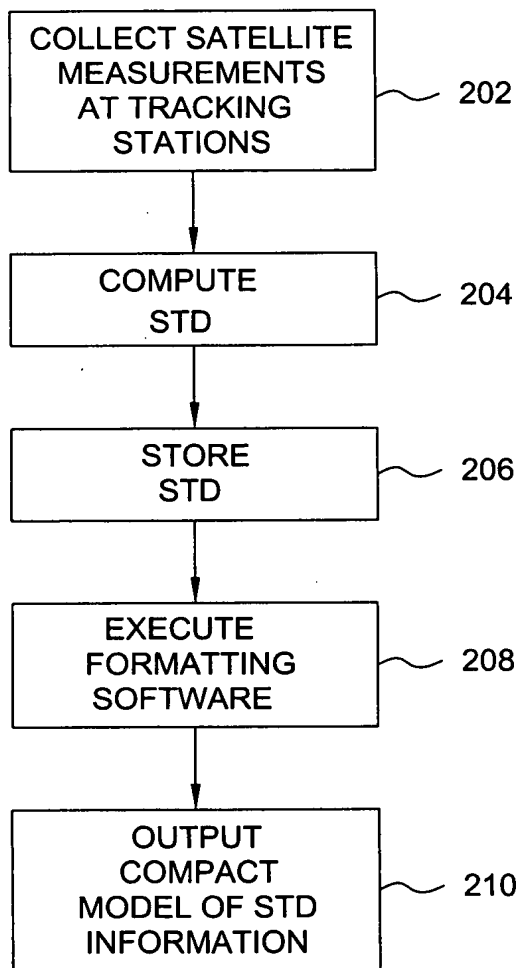 COLLECT SATELLITE
MEASUREMENTS
AT TRACKING
STATIONS
202
COMPUTE
STD
204
STORE
STD
206
EXECUTE
FORMATTING
SOFTWARE
208
OUTPUT
COMPACT
MODEL OF STD
INFORMATION
210